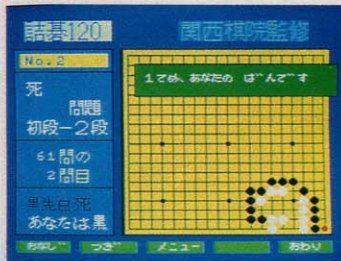 詰碁120
関西棋院監修
No.2
死
問題
初段－2段
61問の
2問目
黒先白死
あなたは黒
1てめ、あなたの ばんです
おなじ
つぎ
メニュー
おわり